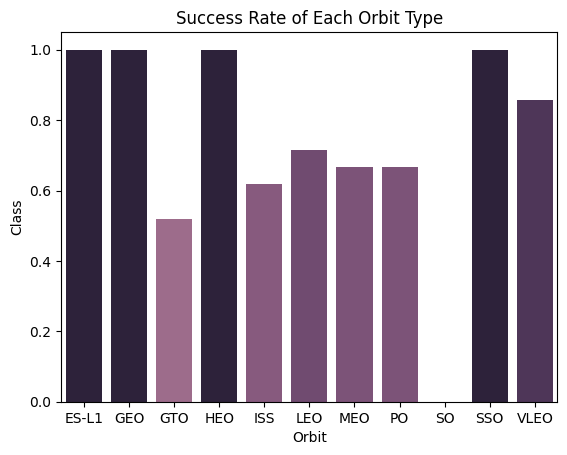 Success Rate of Each Orbit Type
Class
1.0
0.8
0.6
0.4
0.2
0.0
ES-L1 GEO GTO HEO ISS LEO MEO PO SO SSO VLEO
Orbit